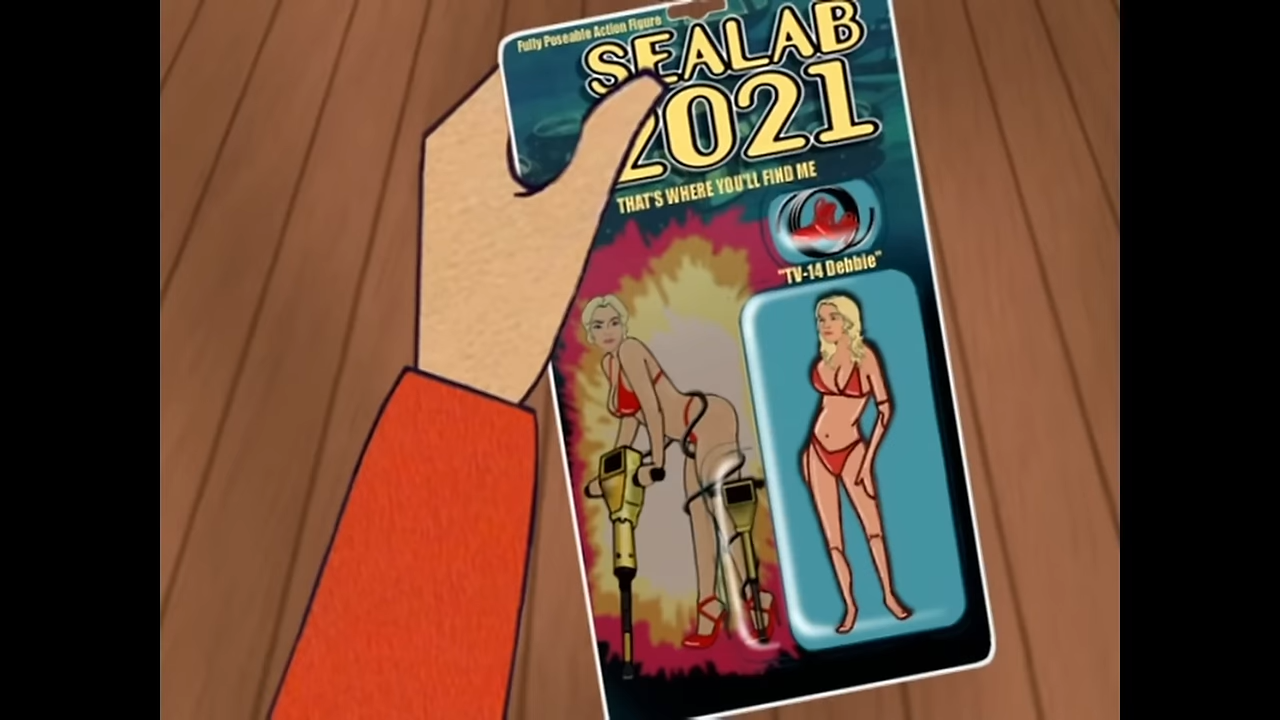 Fully Poseable Action Figure
SEALAB
2021
THAT'S WHERE YOU'LL FIND ME
"TV-14 Debbie"